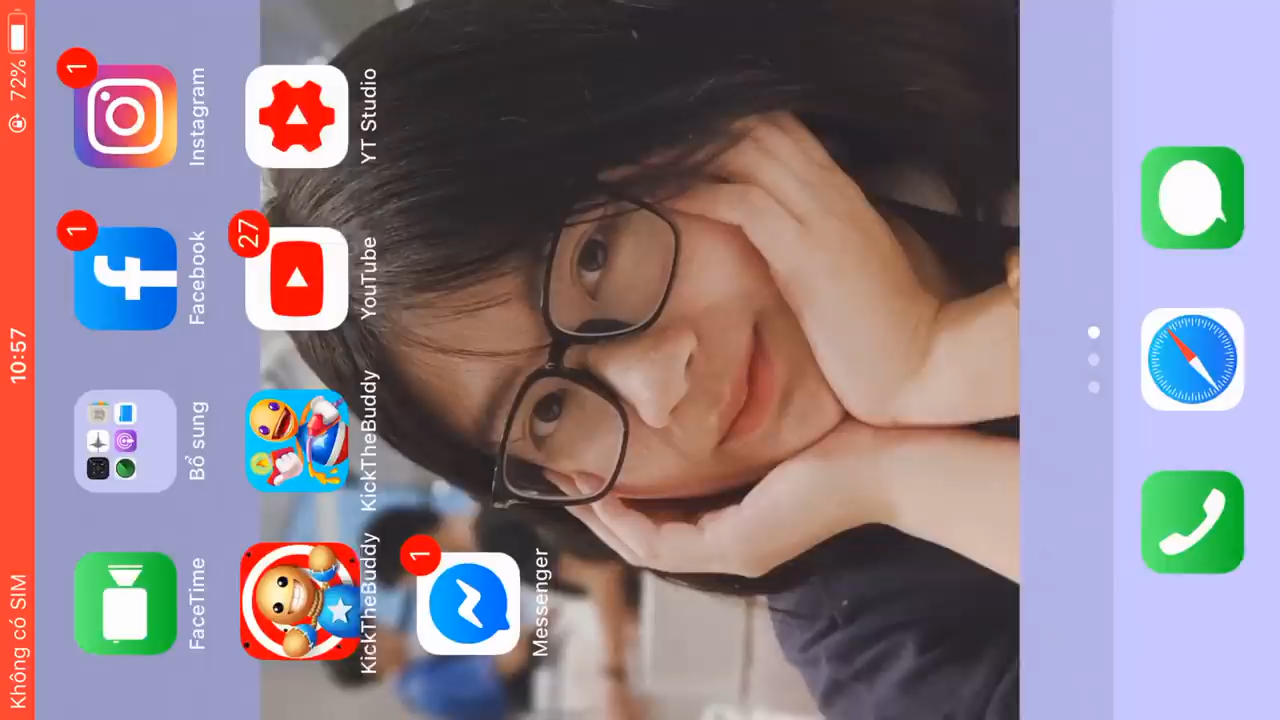 Không có SIM 10:57 72%
1
FaceTime Bổ sung Facebook Instagram
1
27
KickTheBuddy KickTheBuddy YouTube YT Studio
1
Messenger